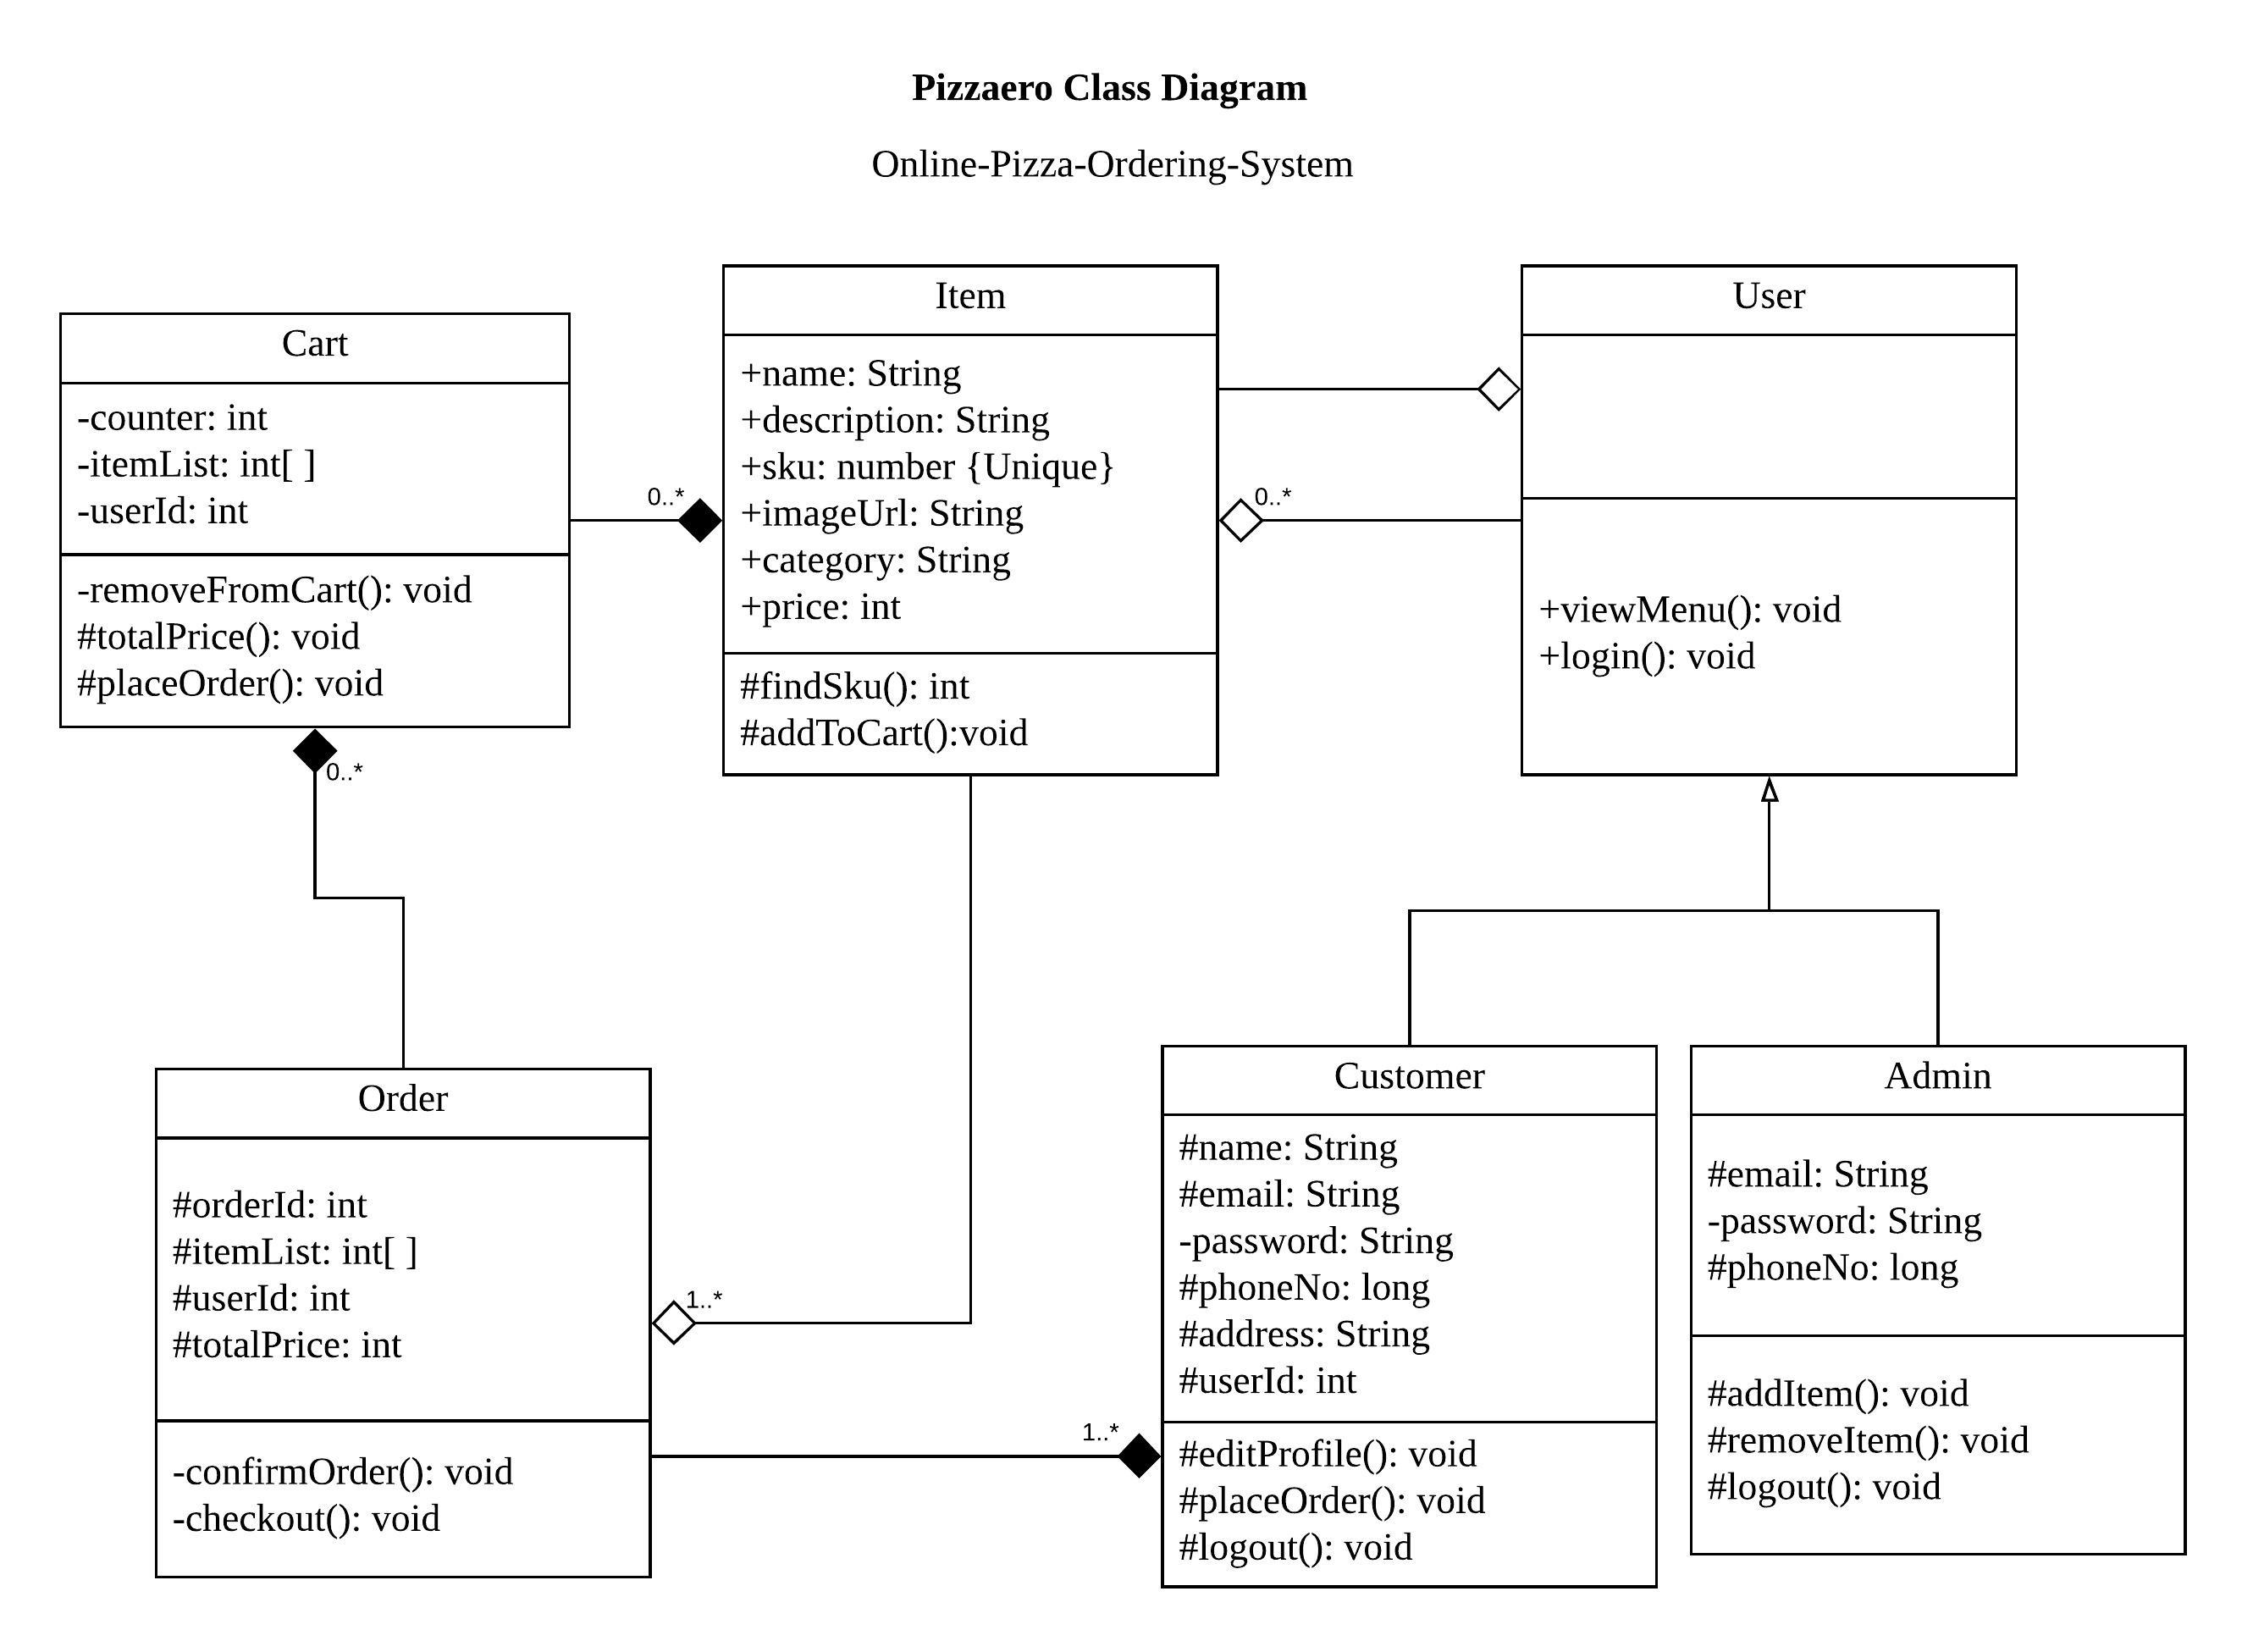 Pizzaero Class Diagram
Online-Pizza-Ordering-System
Cart
-counter: int
-itemList: int[ ]
-userId: int
-removeFromCart(): void
#totalPrice(): void
#placeOrder(): void
0..*
0..*
Item
+name: String
+description: String
+sku: number {Unique}
+imageUrl: String
+category: String
+price: int
#findSku(): int
#addToCart():void
0..*
User
+viewMenu(): void
+login(): void
Order
#orderId: int
#itemList: int[ ]
#userId: int
#totalPrice: int
-confirmOrder(): void
-checkout(): void
1..*
1..*
Customer
#name: String
#email: String
-password: String
#phoneNo: long
#address: String
#userId: int
#editProfile(): void
#placeOrder(): void
#logout(): void
Admin
#email: String
-password: String
#phoneNo: long
#addItem(): void
#removeItem(): void
#logout(): void